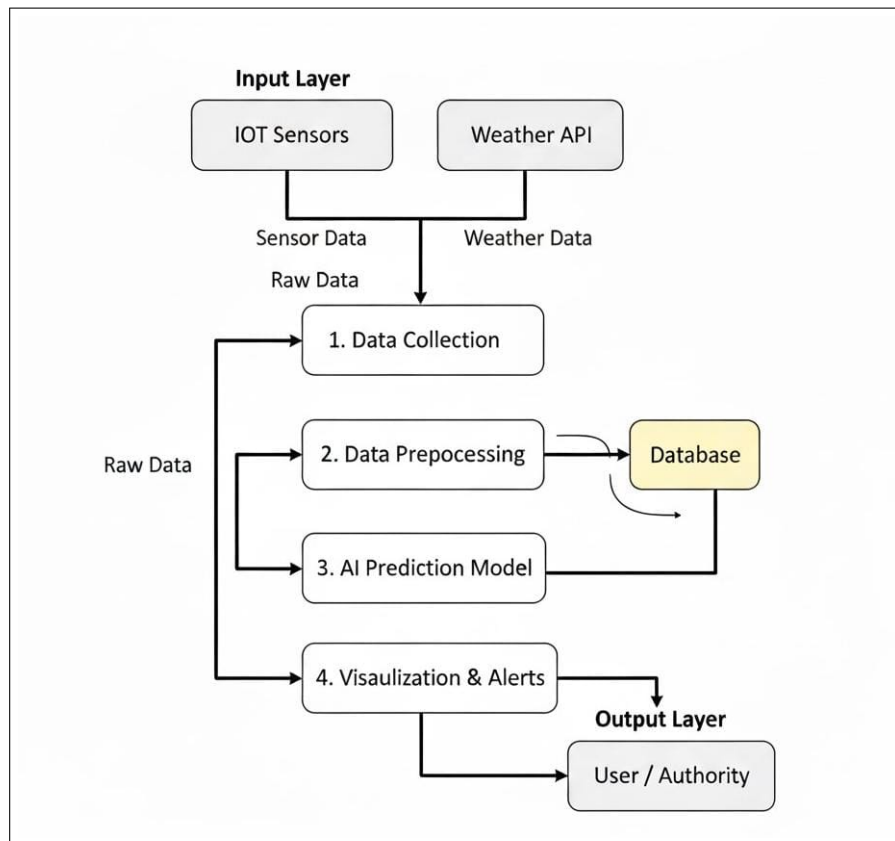 Input Layer
IOT Sensors
Weather API
Sensor Data
Weather Data
Raw Data
1. Data Collection
2. Data Prepocessing
Database
Raw Data
3. AI Prediction Model
4. Visaulization & Alerts
Output Layer
User / Authority